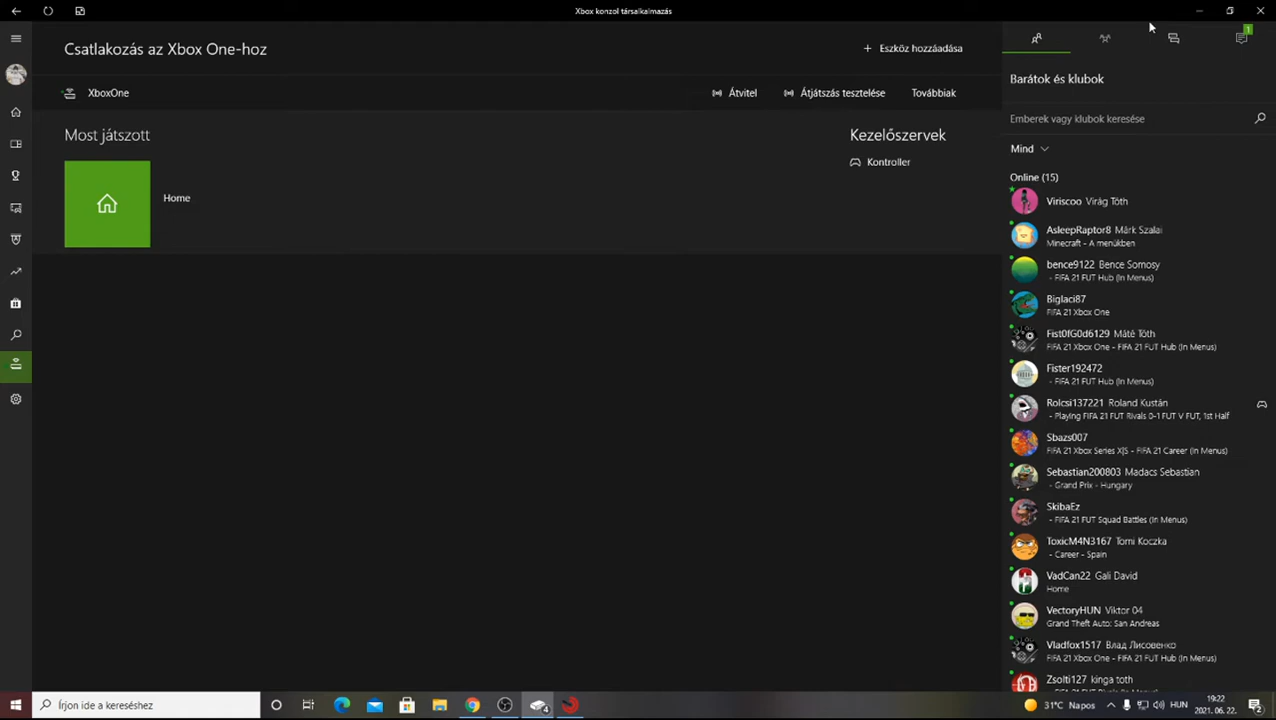 Xbox konzol társalkalmazás
Csatlakozás az Xbox One-hoz
Eszköz hozzáadása
XboxOne
Átvitel
Átjátszás tesztelése
Továbbiak
Most játszott
Home
Kezelőszervek
Kontroller
1
Barátok és klubok
Emberek vagy klubok keresése
Mind
Online (15)
Viriscoo Virág Tóth
AsleepRaptor8 Márk Szalai
Minecraft - A menükben
bence9122 Bence Somosy
- FIFA 21 FUT Hub (In Menus)
Biglaci87
FIFA 21 Xbox One
Fist0fG0d6129 Máté Tóth
FIFA 21 Xbox One - FIFA 21 FUT Hub (In Menus)
Fister192472
- FIFA 21 FUT Hub (In Menus)
Rolcsi137221 Roland Kustán
- Playing FIFA 21 FUT Rivals 0-1 FUT V FUT, 1st Half
Sbazs007
FIFA 21 Xbox Series X|S - FIFA 21 Career (In Menus)
Sebastian200803 Madacs Sebastian
- Grand Prix - Hungary
SkibaEz
- FIFA 21 FUT Squad Battles (In Menus)
ToxicM4N3167 Tomi Koczka
- Career - Spain
VadCan22 Gali David
Home
VectoryHUN Viktor 04
Grand Theft Auto: San Andreas
Vladfox1517 Влад Лисовенко
FIFA 21 Xbox One - FIFA 21 FUT Hub (In Menus)
Zsolti127 kinga toth
Írjon ide a kereséshez
31°C Napos
HUN
19:22
2021. 06. 22.
2